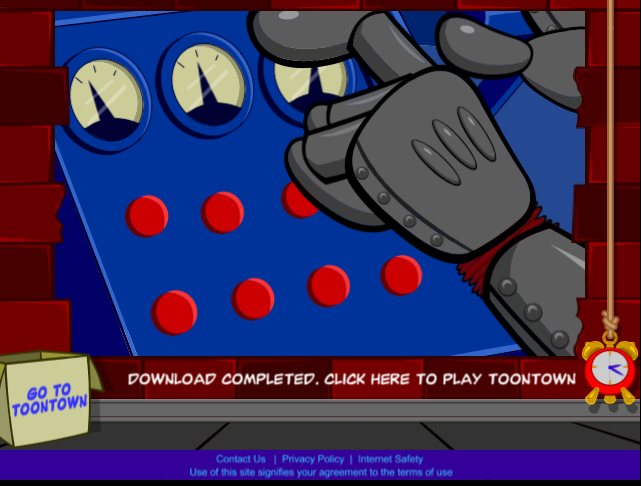 DOWNLOAD COMPLETED. CLICK HERE TO PLAY TOONTOWN
GO TO
TOONTOWN
Contact Us | Privacy Policy | Internet Safety
Use of this site signifies your agreement to the terms of use